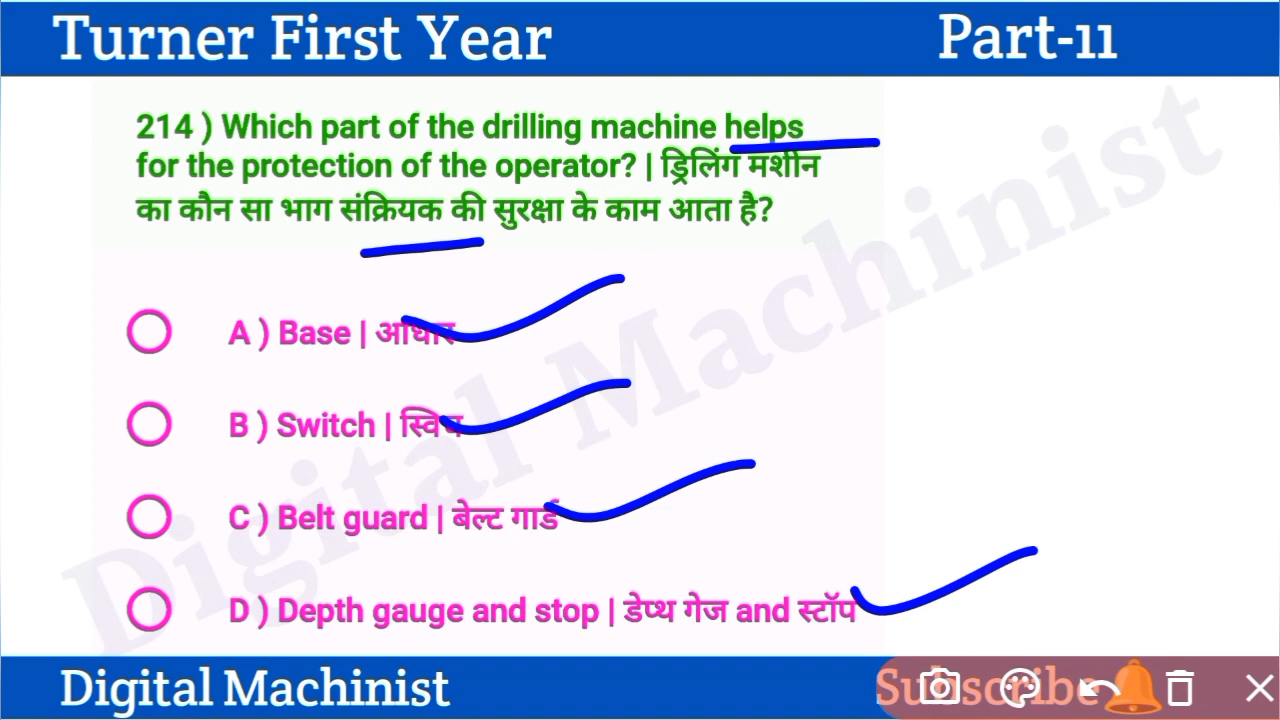 Turner First Year
Part-11
214 ) Which part of the drilling machine helps
for the protection of the operator? | ड्रिलिंग मशीन
का कौन सा भाग संक्रियक की सुरक्षा के काम आता है?
A ) Base | आधार
B ) Switch | स्विच
C ) Belt guard | बेल्ट गार्ड
D ) Depth gauge and stop | डेप्थ गेज and स्टॉप
Digital Machinist
Digital Machinist
Subscribe